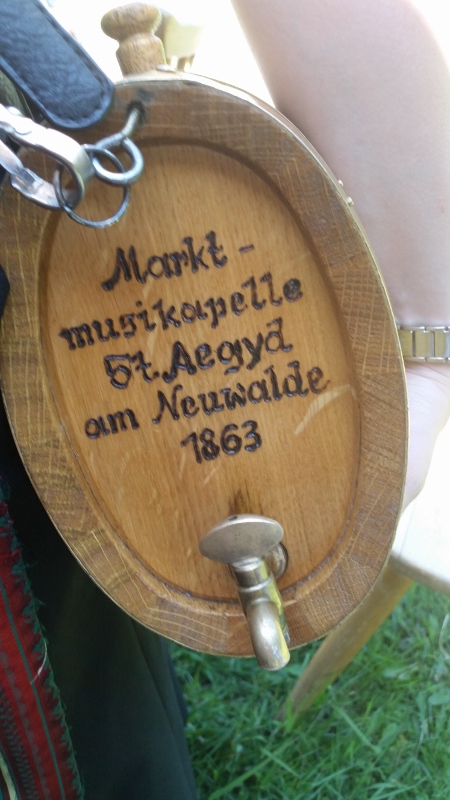 Markt-
musikapelle
St. Aegyd
am Neuwalde
1863